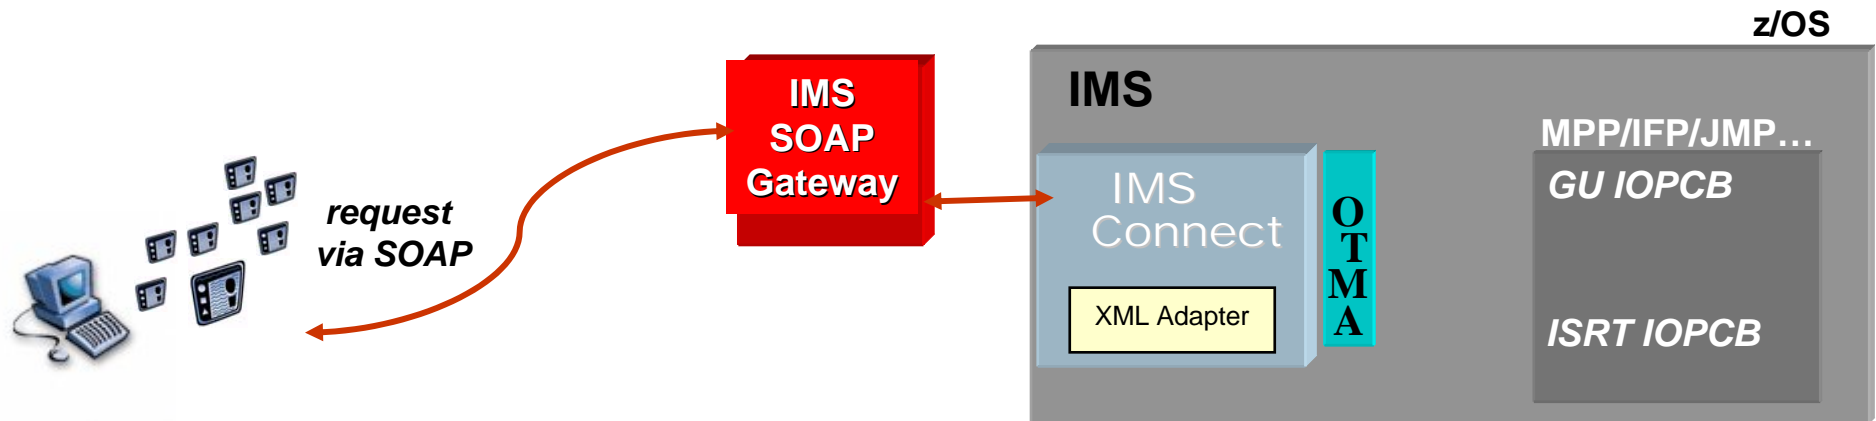 z/OS
IMS
SOAP
Gateway
request
via SOAP
IMS
IMS
Connect
XML Adapter
O
T
M
A
MPP/IFP/JMP...
GU IOPCB
ISRT IOPCB